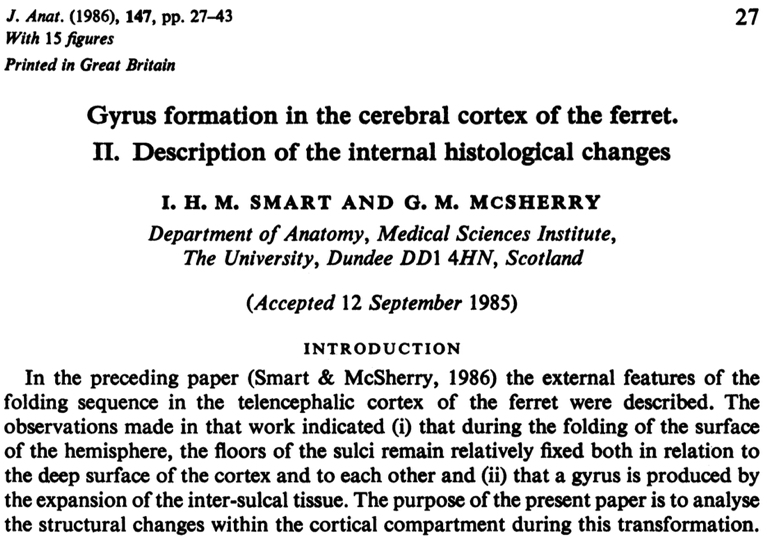 J. Anat. (1986), 147, pp. 27–43
27
With 15 figures
Printed in Great Britain
Gyrus formation in the cerebral cortex of the ferret.
II. Description of the internal histological changes
I. H. M. SMART AND G. M. McSHERRY
Department of Anatomy, Medical Sciences Institute,
The University, Dundee DD1 4HN, Scotland
(Accepted 12 September 1985)
INTRODUCTION
In the preceding paper (Smart & McSherry, 1986) the external features of the
folding sequence in the telencephalic cortex of the ferret were described. The
observations made in that work indicated (i) that during the folding of the surface
of the hemisphere, the floors of the sulci remain relatively fixed both in relation to
the deep surface of the cortex and to each other and (ii) that a gyrus is produced by
the expansion of the inter-sulcal tissue. The purpose of the present paper is to analyse
the structural changes within the cortical compartment during this transformation.